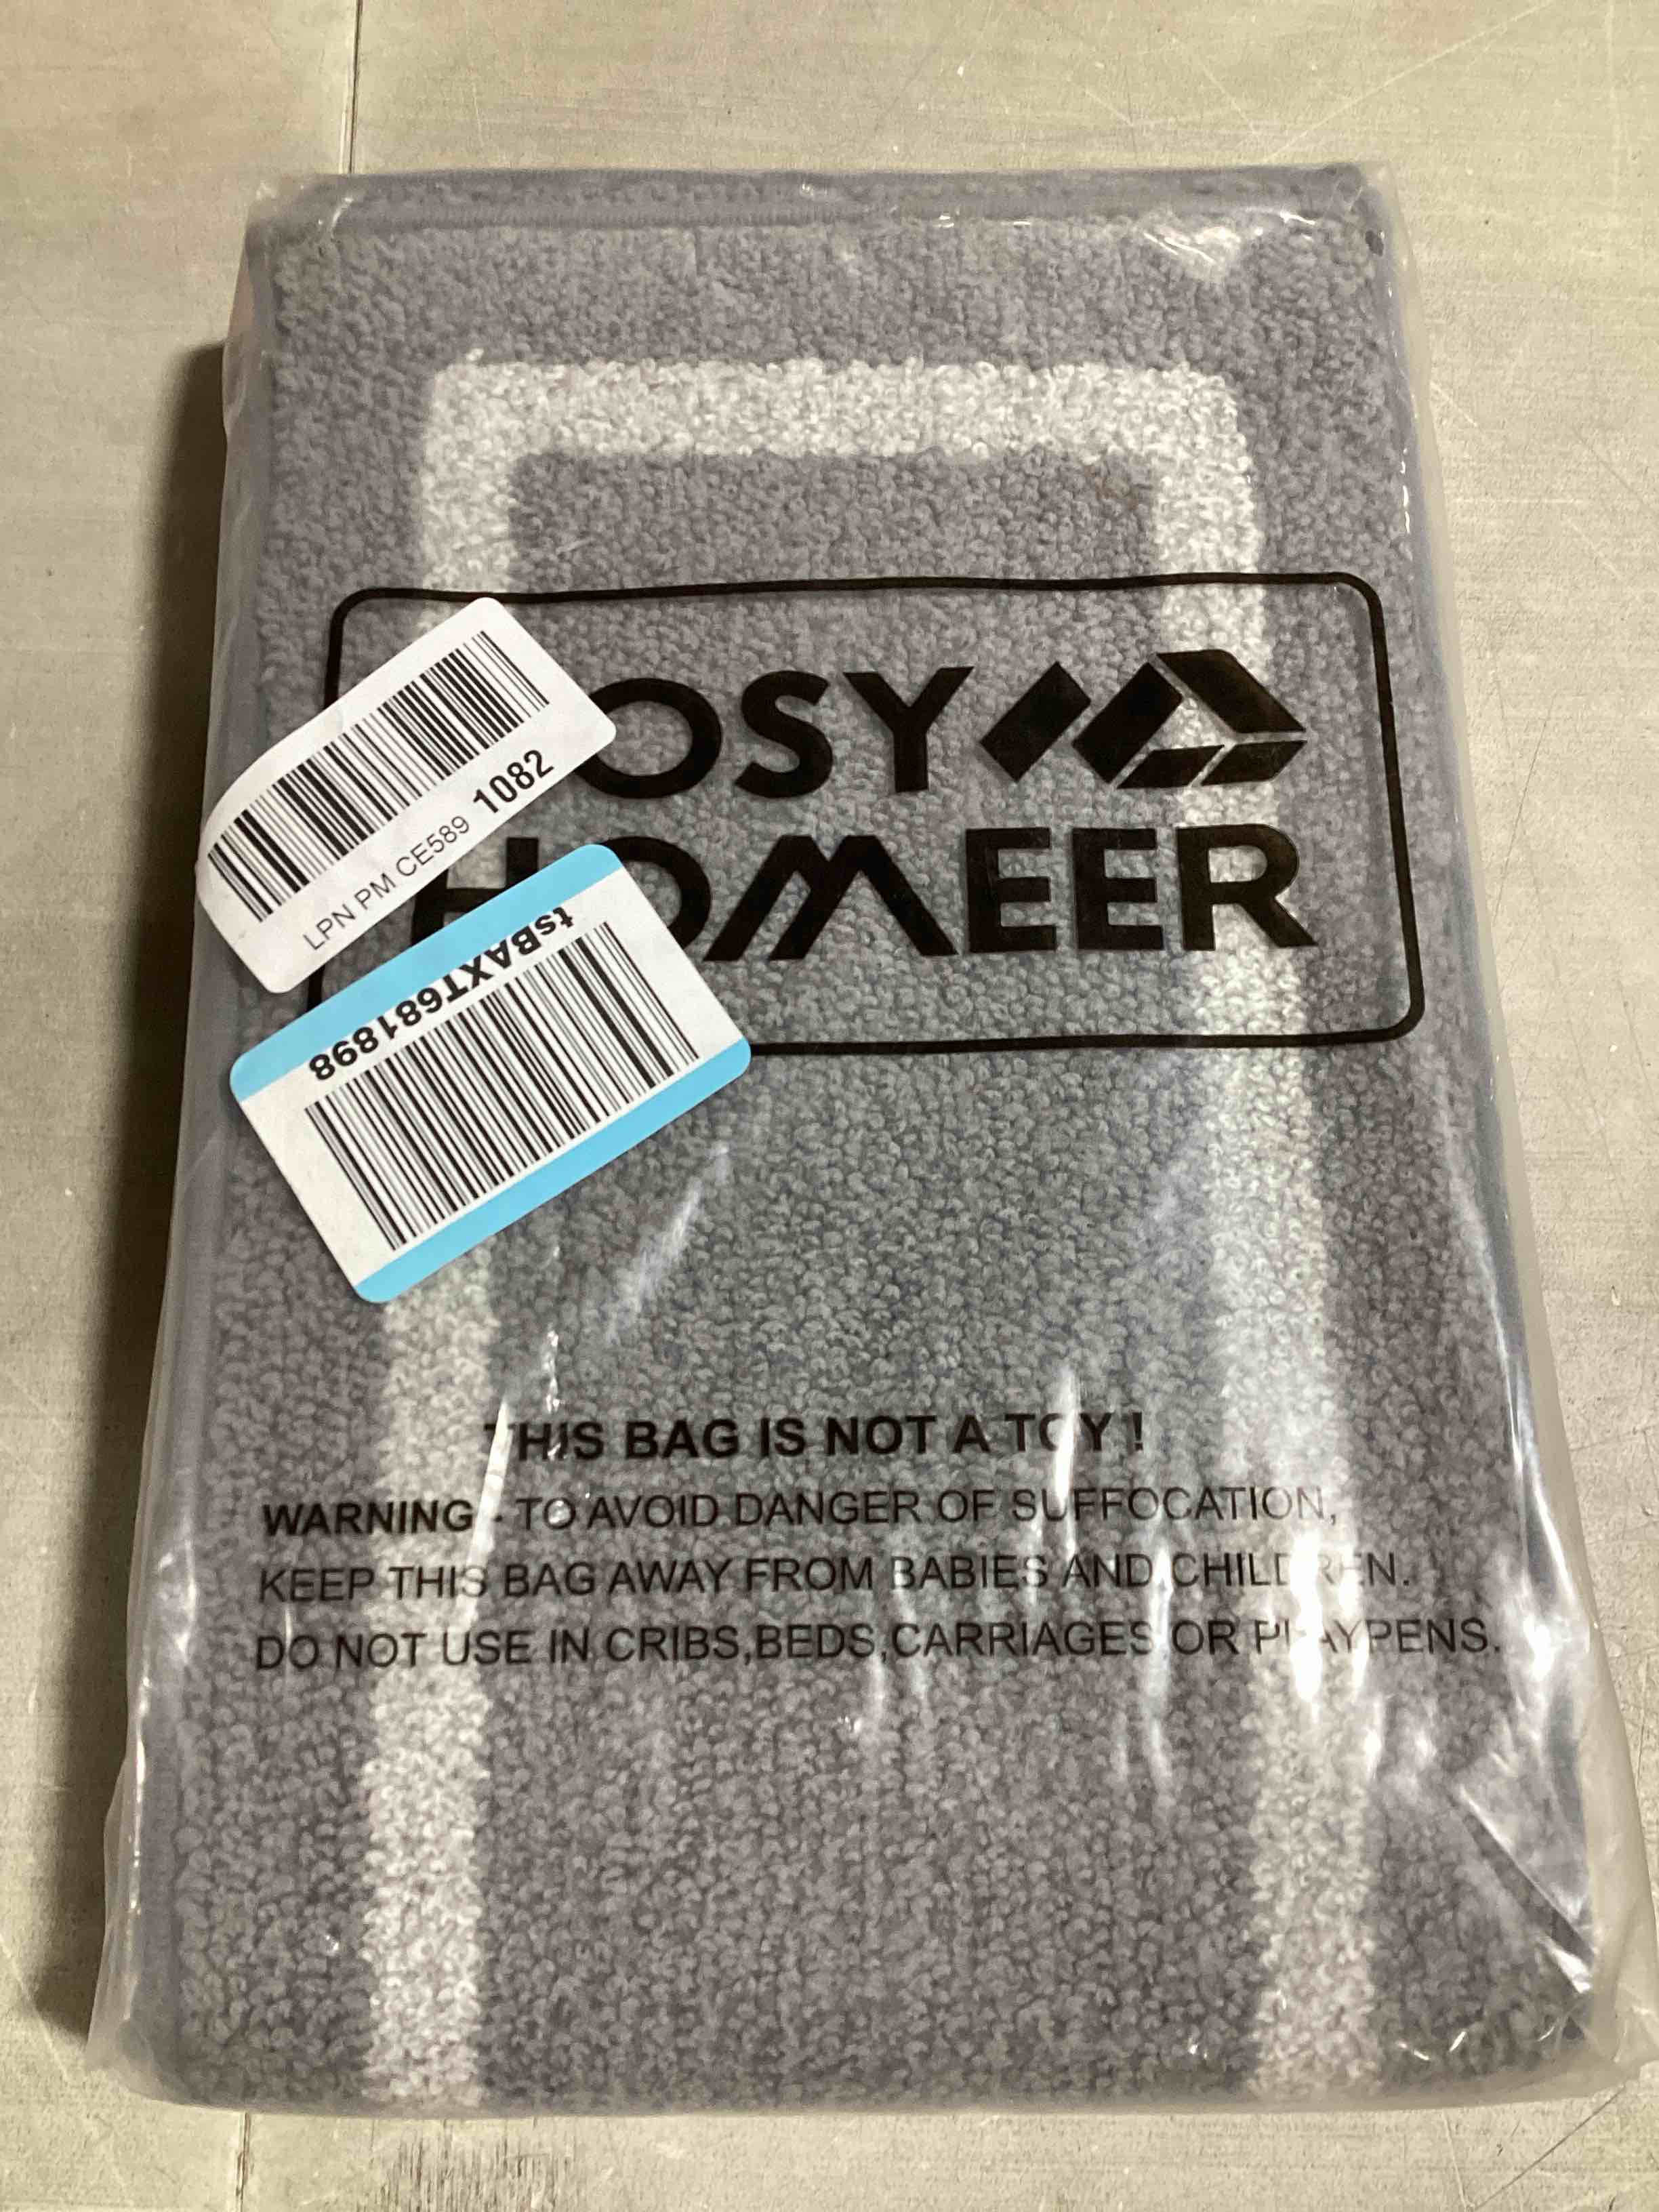 OSY
HOMEER
LPN PM CE589 1082
tsBAXT681898
THIS BAG IS NOT A TOY !
WARNING - TO AVOID DANGER OF SUFFOCATION,
KEEP THIS BAG AWAY FROM BABIES AND CHILDREN.
DO NOT USE IN CRIBS,BEDS,CARRIAGES OR PLAYPENS.